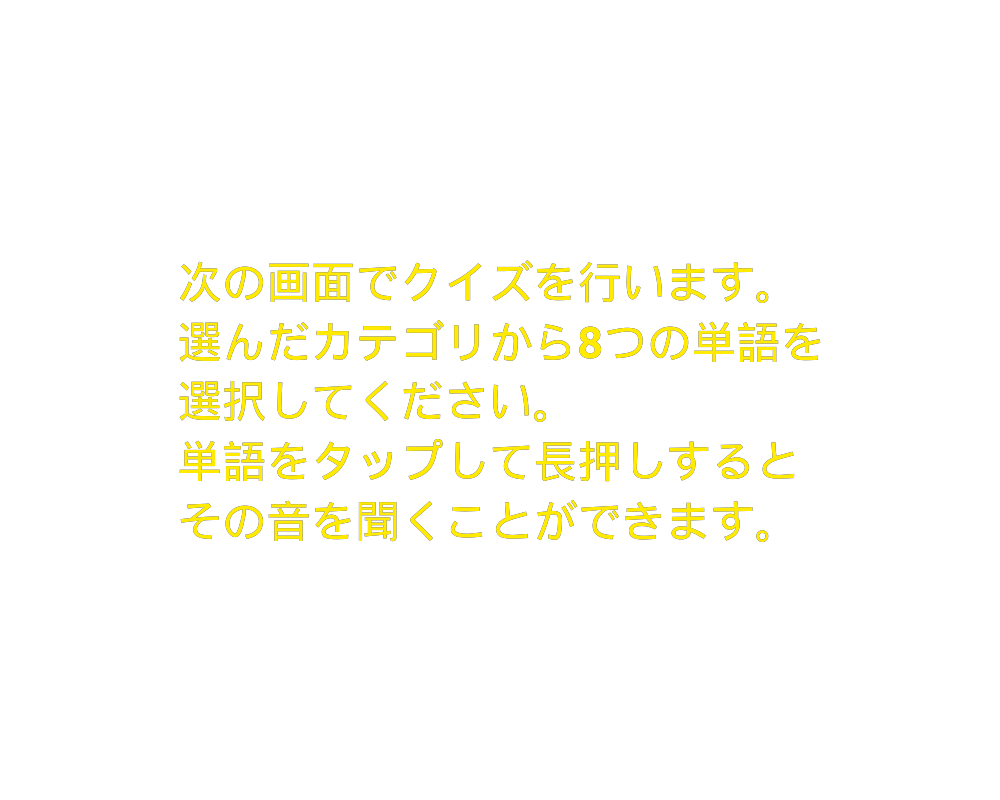 次の画面でクイズを行います。
選んだカテゴリから8つの単語を
選択してください。
単語をタップして長押しすると
その音を聞くことができます。